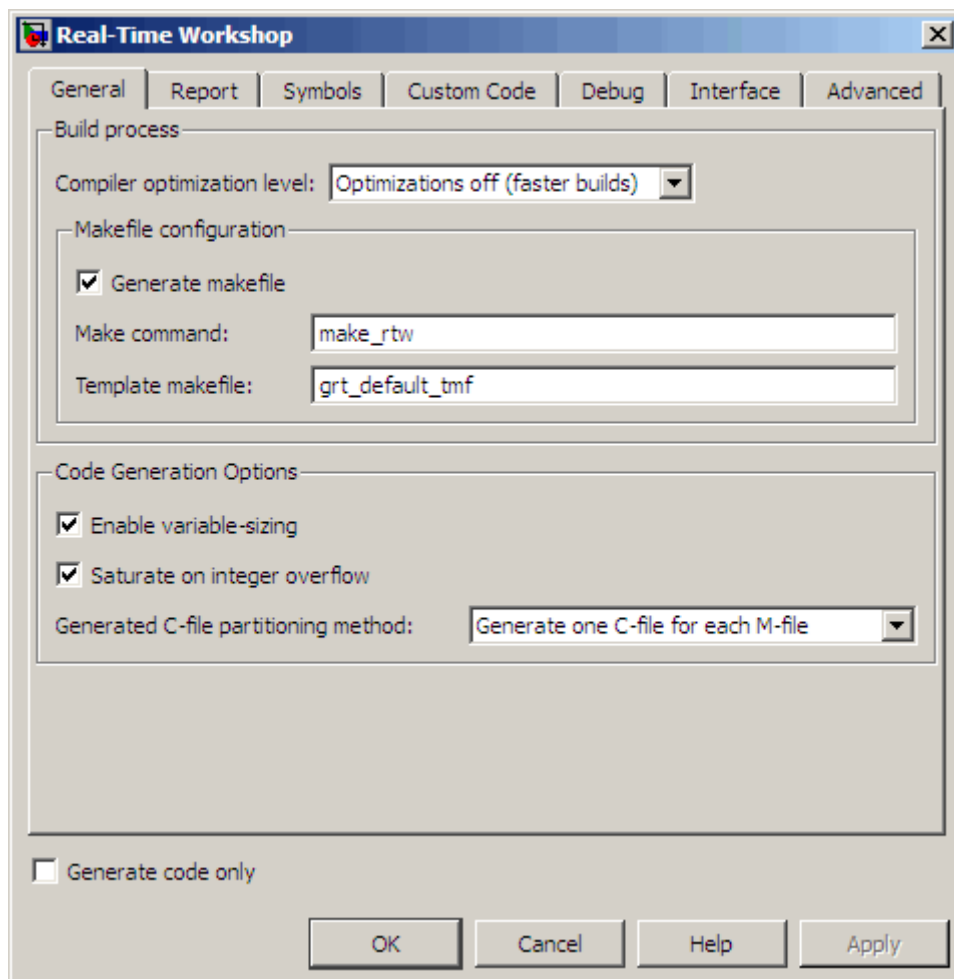 Real-Time Workshop
General Report Symbols Custom Code Debug Interface Advanced
Build process
Compiler optimization level: Optimizations off (faster builds)
Makefile configuration
Generate makefile
Make command: make_rtw
Template makefile: grt_default_tmf
Code Generation Options
Enable variable-sizing
Saturate on integer overflow
Generated C-file partitioning method: Generate one C-file for each M-file
Generate code only
OK Cancel Help Apply